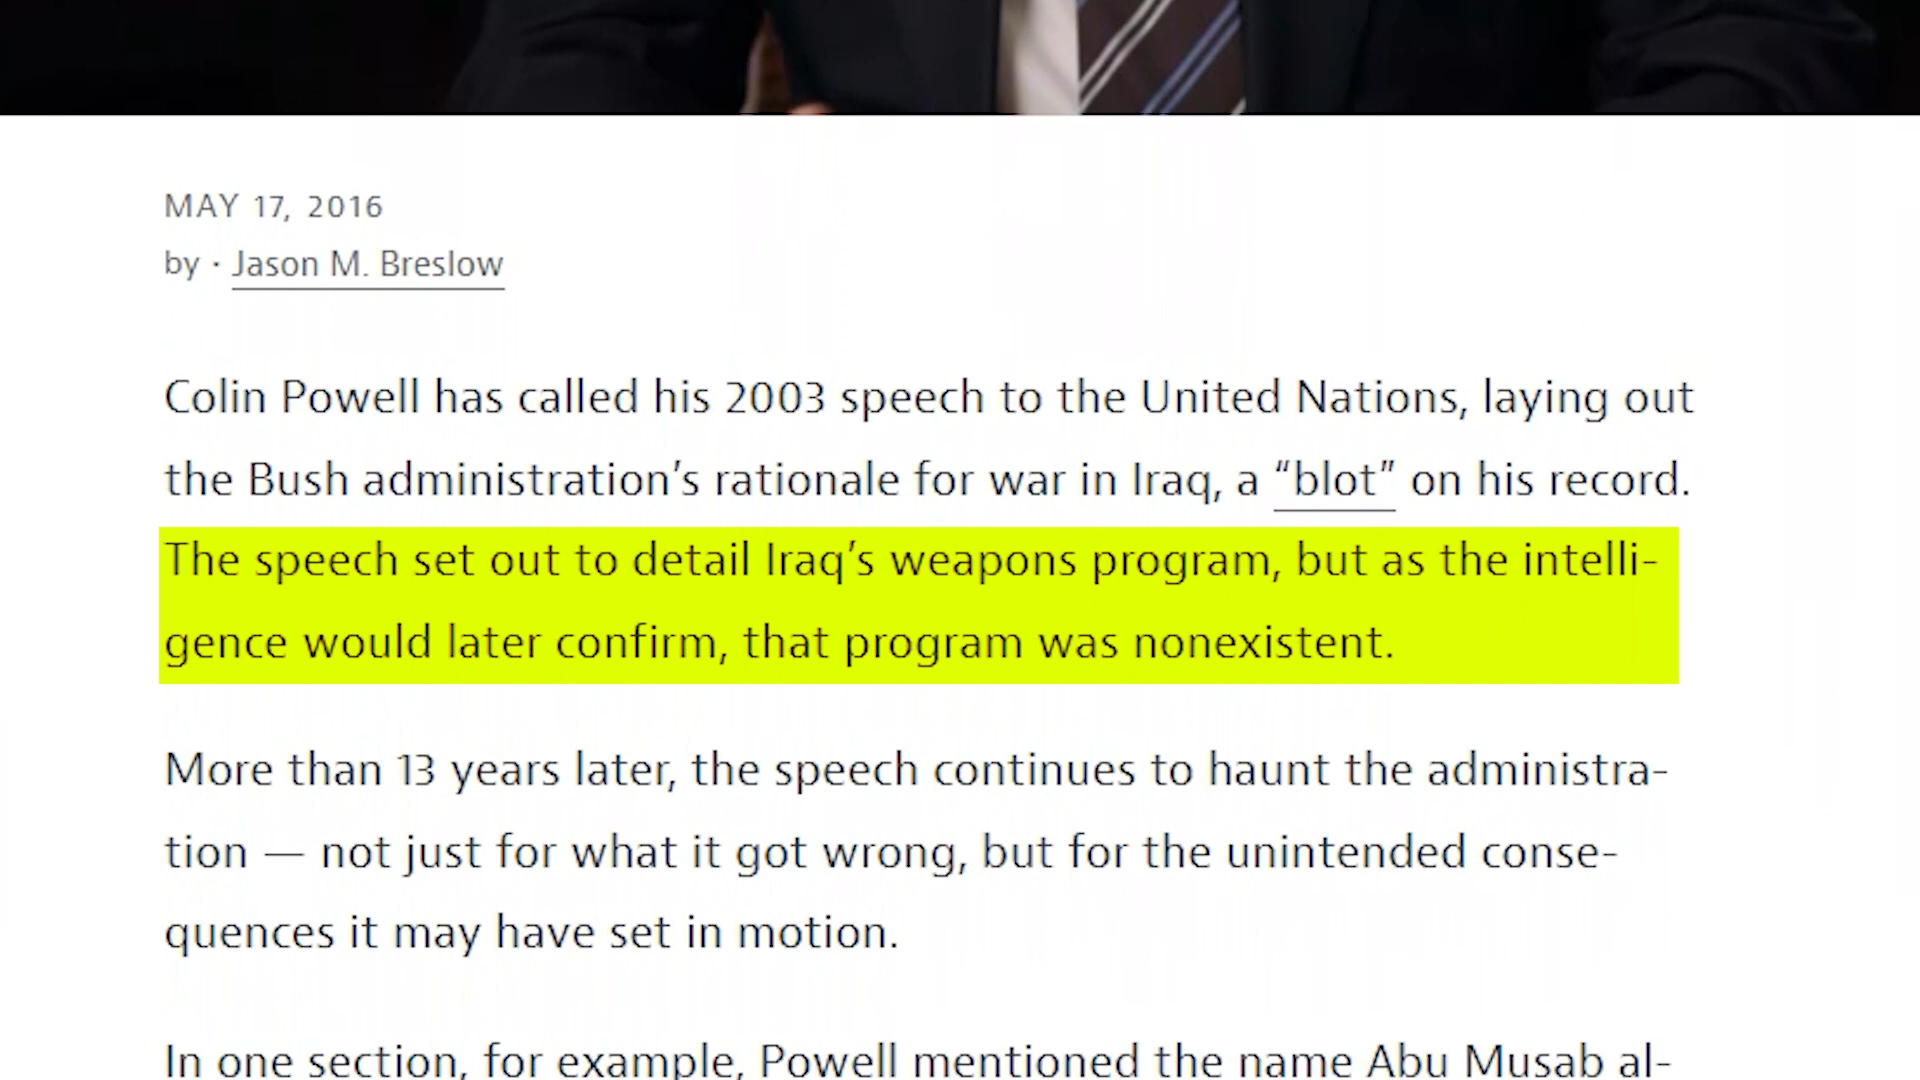 MAY 17, 2016
by · Jason M. Breslow
Colin Powell has called his 2003 speech to the United Nations, laying out
the Bush administration’s rationale for war in Iraq, a “blot” on his record.
The speech set out to detail Iraq’s weapons program, but as the intelli-
gence would later confirm, that program was nonexistent.
More than 13 years later, the speech continues to haunt the administra-
tion — not just for what it got wrong, but for the unintended conse-
quences it may have set in motion.
In one section, for example, Powell mentioned the name Abu Musab al-